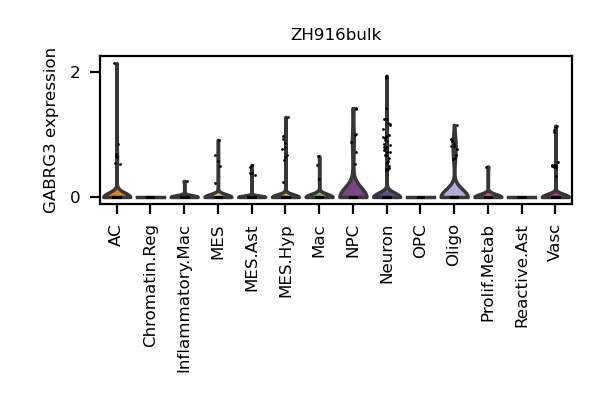 ZH916bulk
GABRG3 expression
2
0
AC
Chromatin.Reg
Inflammatory.Mac
MES
MES.Ast
MES.Hyp
Mac
NPC
Neuron
OPC
Oligo
Prolif.Metab
Reactive.Ast
Vasc